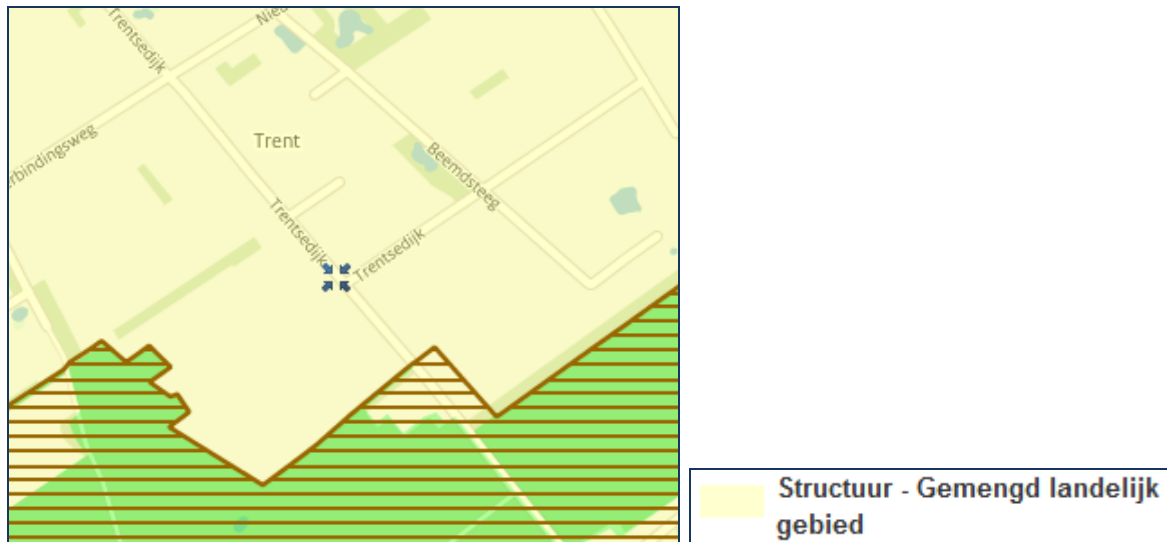 Trentsedijk
Trent
Beemdsteeg
Trentsedijk
Trentsedijk
Structuur - Gemengd landelijk
gebied